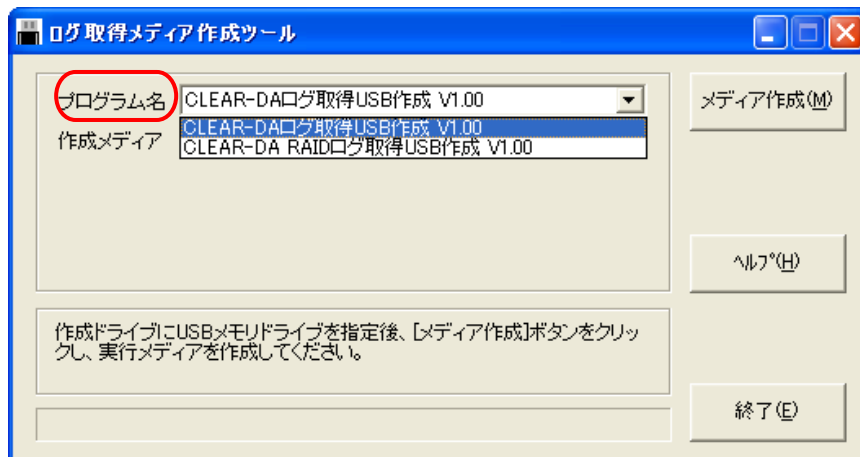 ログ取得メディア作成ツール
プログラム名
CLEAR-DAログ取得USB作成 V1.00
メディア作成(M)
CLEAR-DAログ取得USB作成 V1.00
作成メディア
CLEAR-DA RAIDログ取得USB作成 V1.00
ヘルプ(H)
作成ドライブにUSBメモリドライブを指定後、[メディア作成]ボタンをクリッ
クし、実行メディアを作成してください。
終了(E)